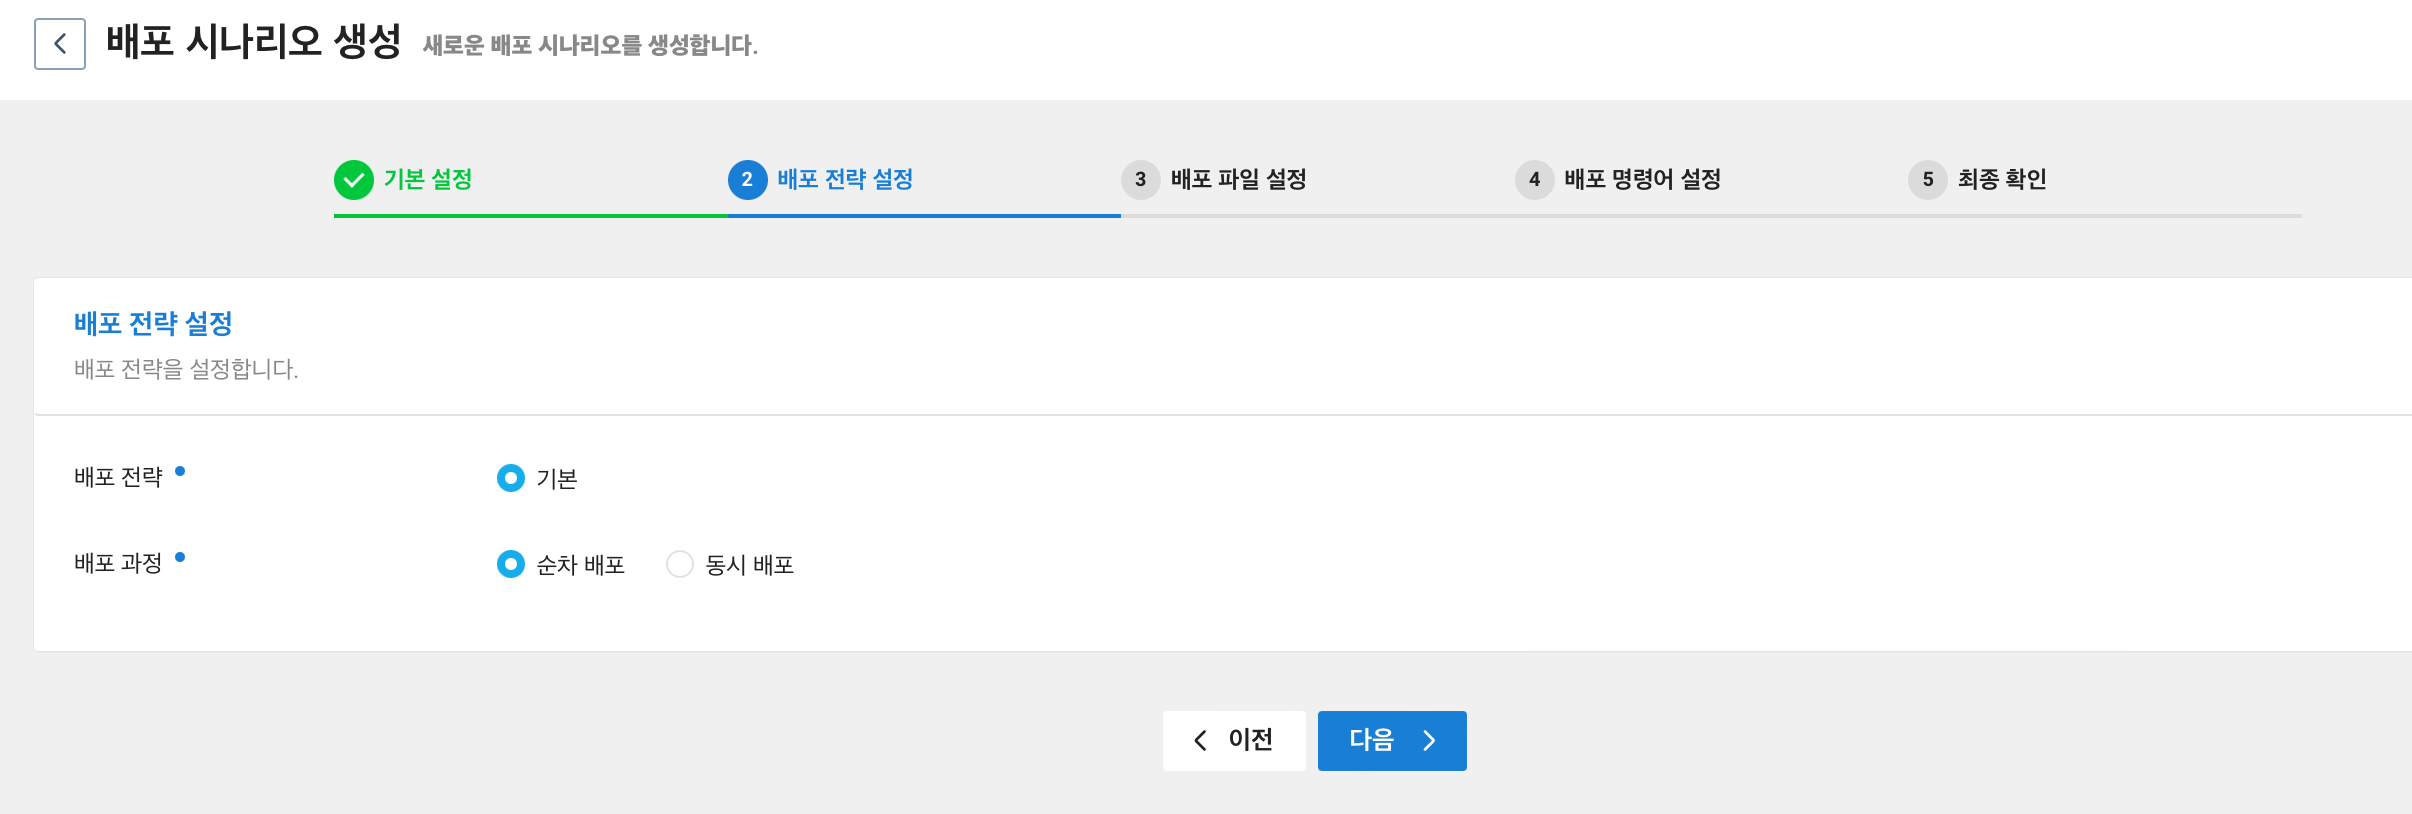 배포 시나리오 생성 새로운 배포 시나리오를 생성합니다.
기본 설정 2 배포 전략 설정 3 배포 파일 설정 4 배포 명령어 설정 5 최종 확인
배포 전략 설정
배포 전략을 설정합니다.
배포 전략 기본
배포 과정 순차 배포 동시 배포
이전 다음